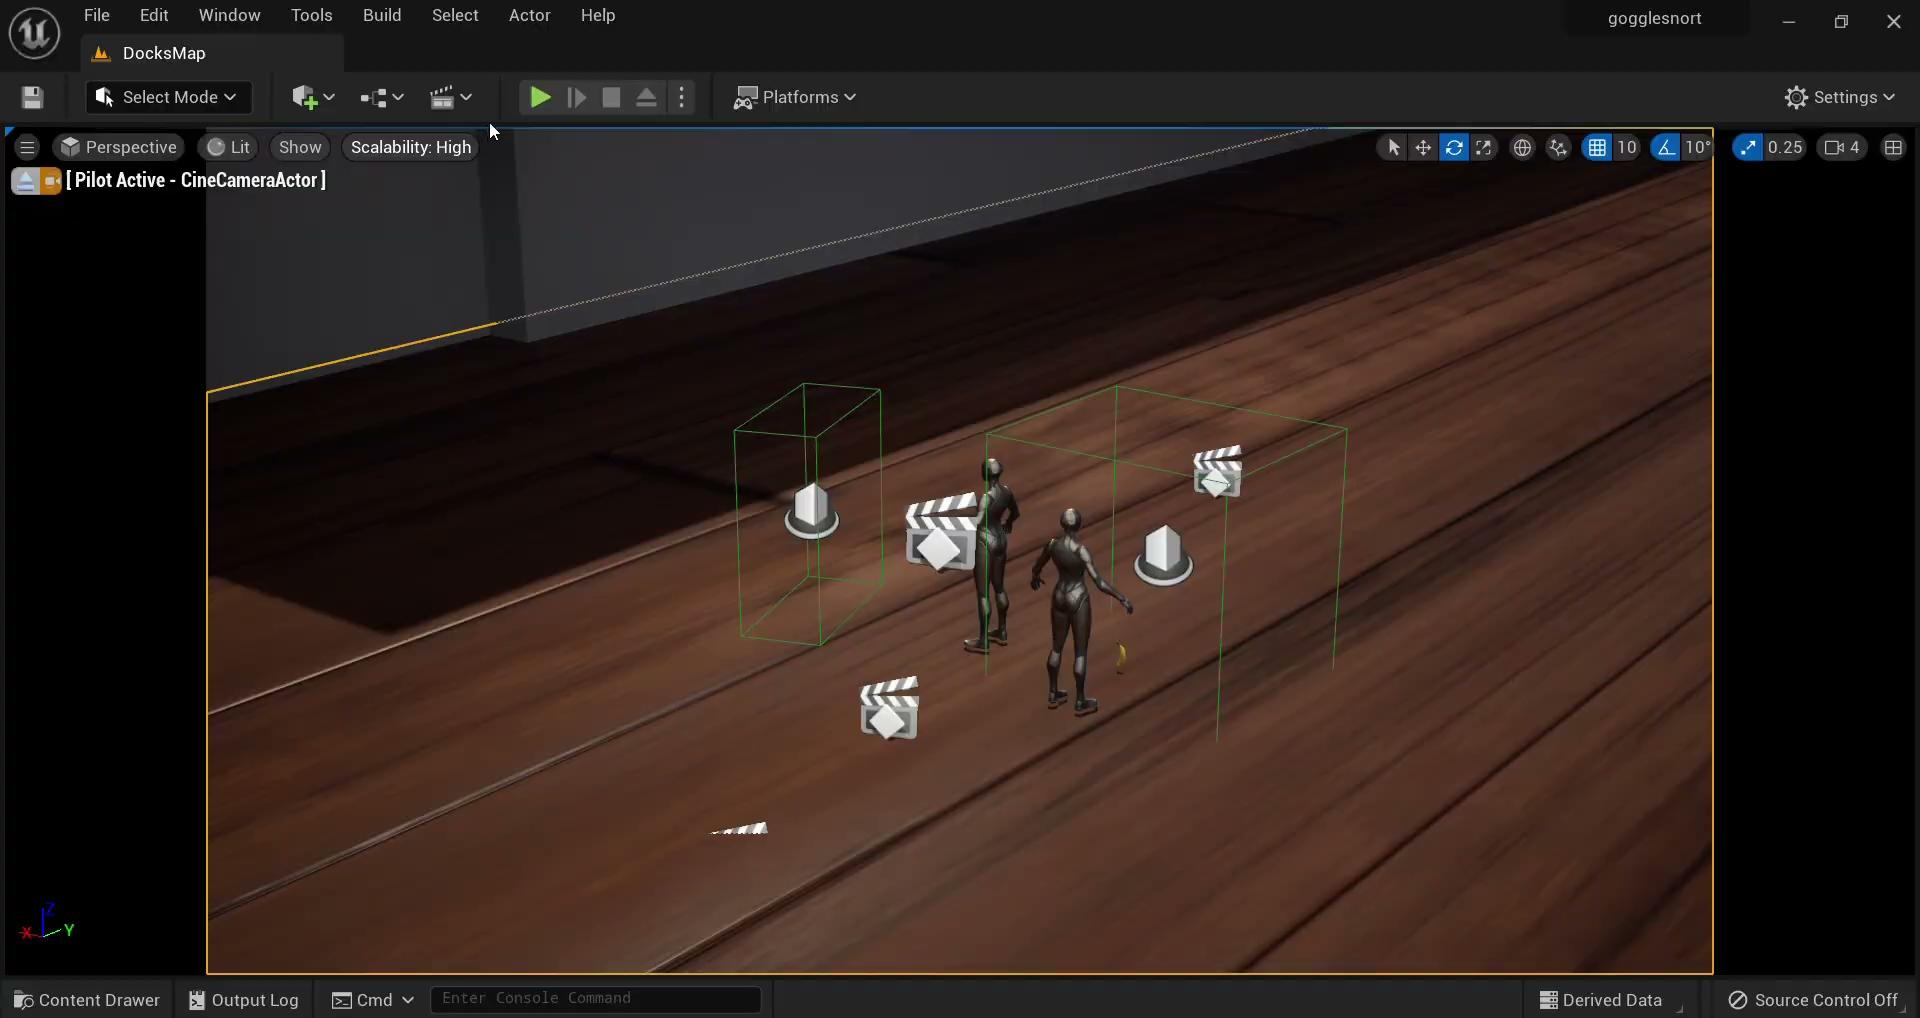 File Edit Window Tools Build Select Actor Help
gogglesnort
DocksMap
Select Mode
Platforms
Settings
Perspective Lit Show Scalability: High
10 10° 0.25 4
[ Pilot Active - CineCameraActor ]
Z
X Y
Content Drawer Output Log Cmd Enter Console Command
Derived Data Source Control Off